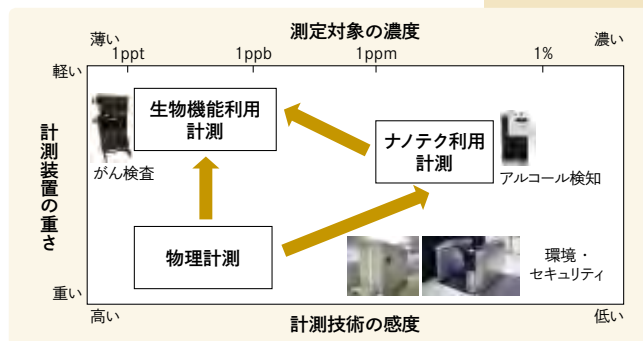 測定対象の濃度
薄い
濃い
1ppt
1ppb
1ppm
1%
軽い
計測装置の重さ
重い
生物機能利用
計測
ナノテク利用
計測
がん検査
アルコール検知
物理計測
環境・
セキュリティ
高い
計測技術の感度
低い